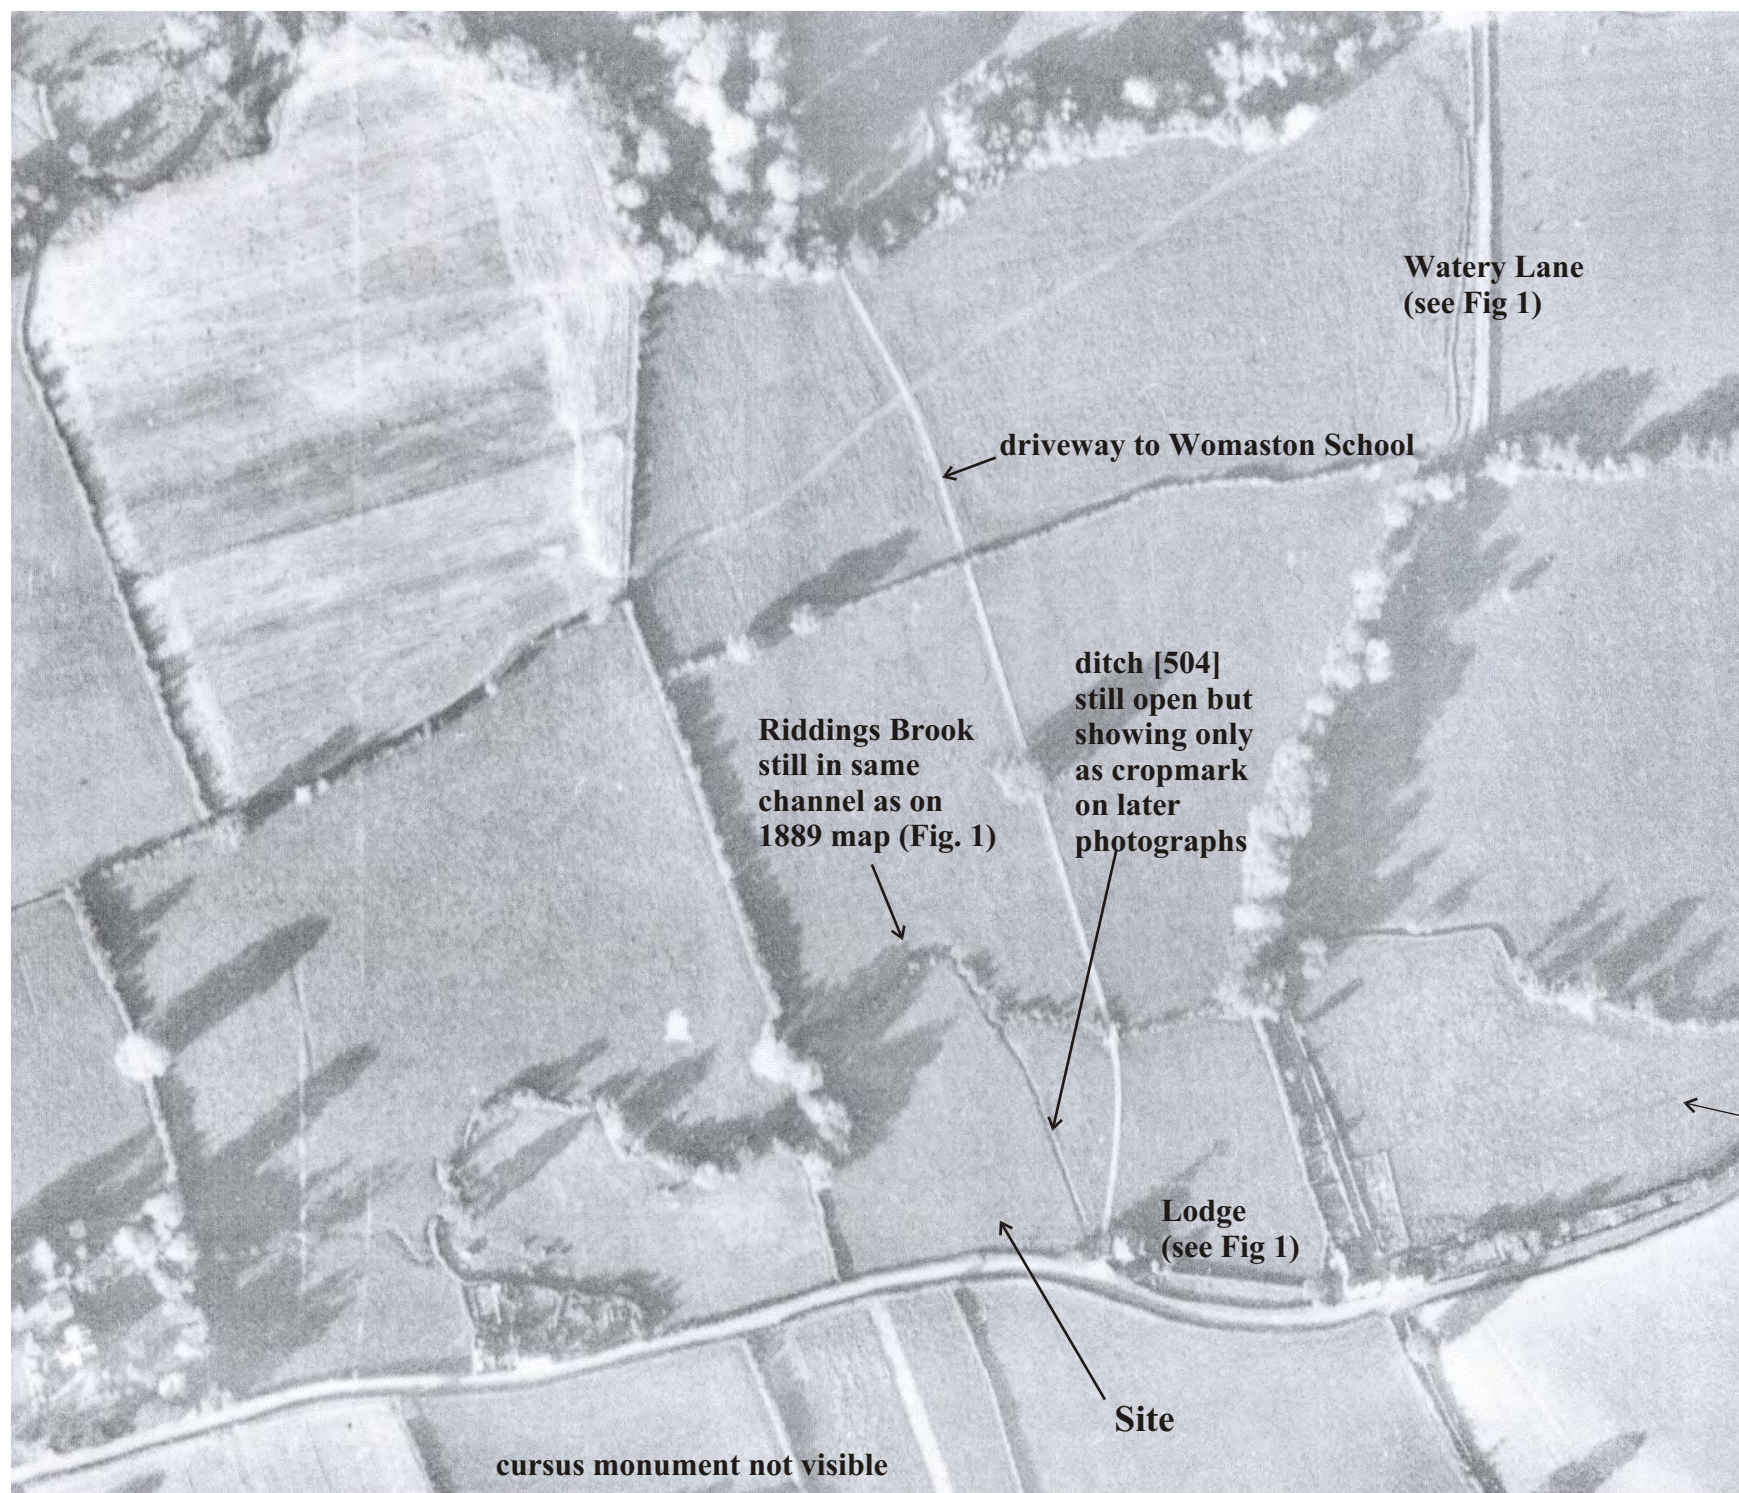 Watery Lane
(see Fig 1)
driveway to Womaston School
ditch [504]
still open but
showing only
as cropmark
on later
photographs
Riddings Brook
still in same
channel as on
1889 map (Fig. 1)
Lodge
(see Fig 1)
Site
cursus monument not visible